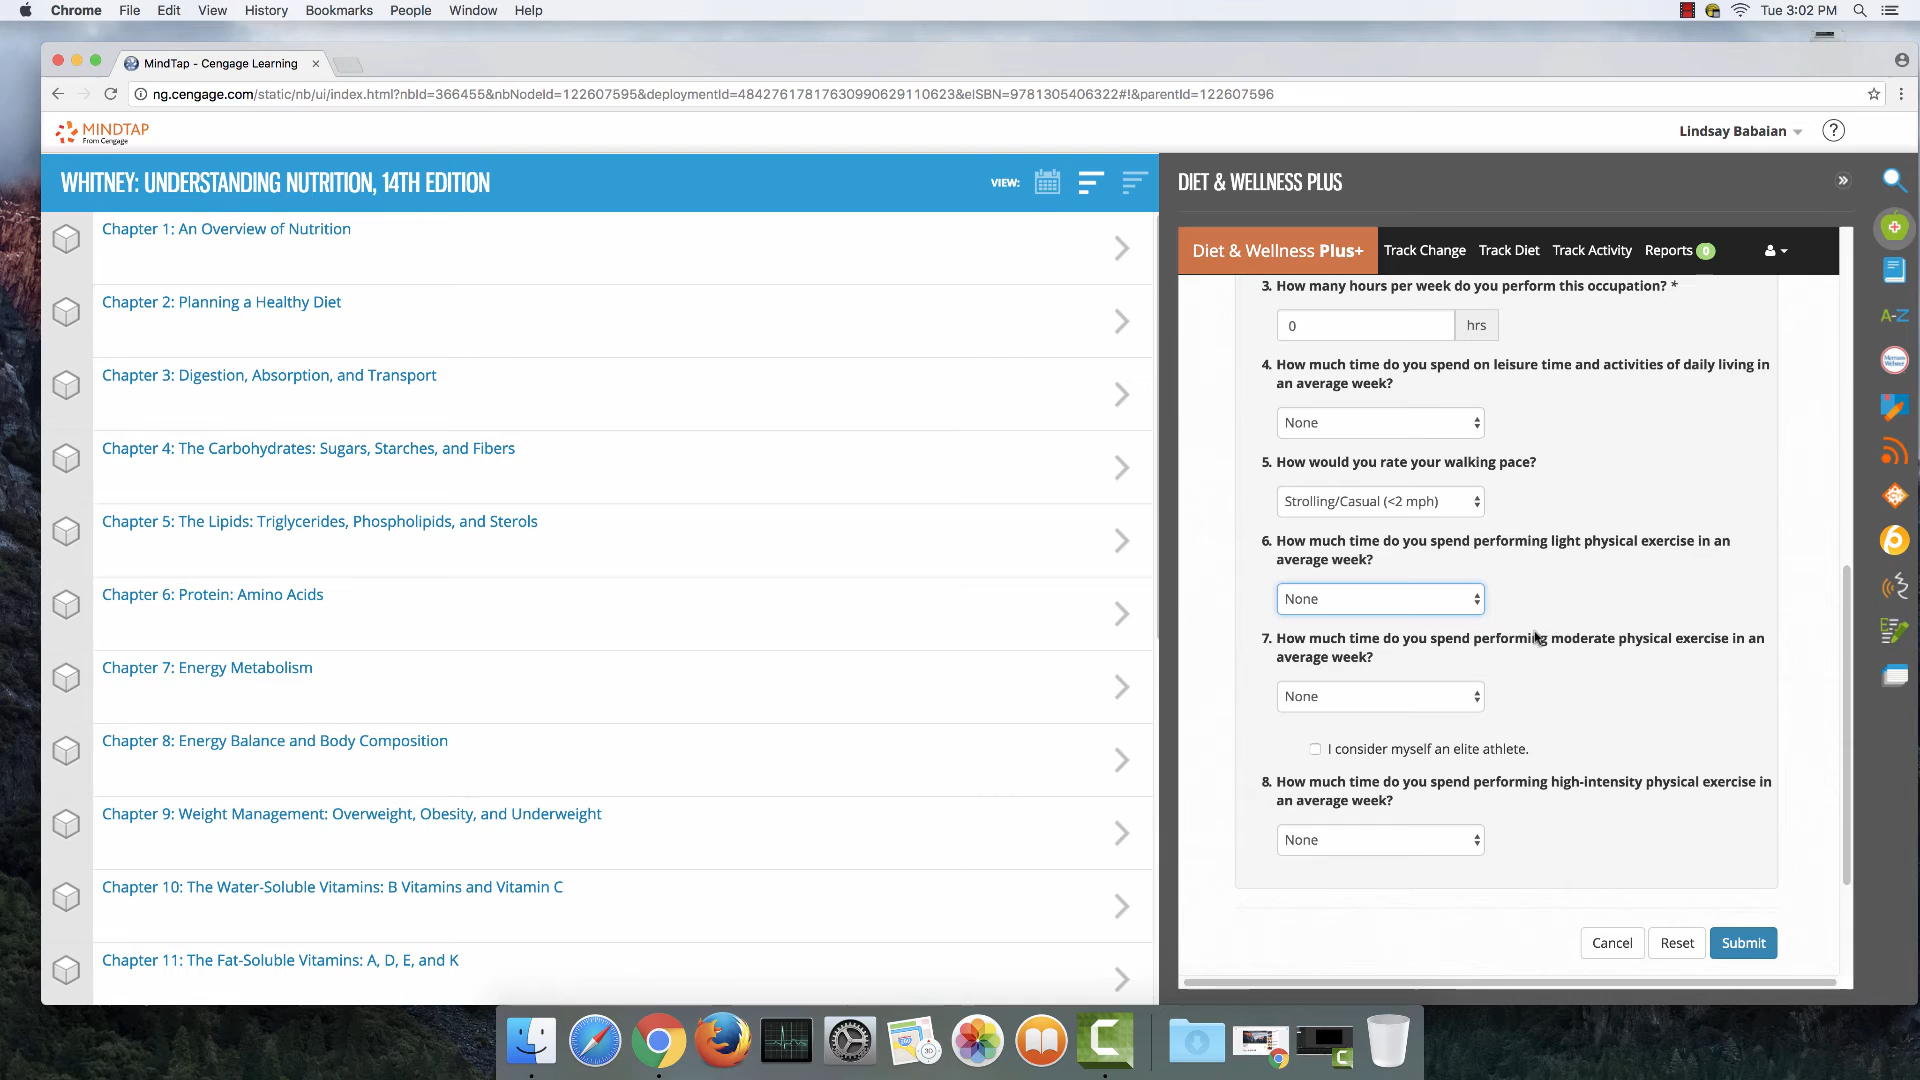 Chrome File Edit View History Bookmarks People Window Help
Tue 3:02 PM
MindTap - Cengage Learning
ng.cengage.com/static/nb/ui/index.html?nbId=366455&nbNodeId=122607595&deploymentId=48427617817630990629110623&eISBN=9781305406322#!&parentId=122607596
MINDTAP
From Cengage
Lindsay Babaian
?
WHITNEY: UNDERSTANDING NUTRITION, 14TH EDITION
VIEW:
Chapter 1: An Overview of Nutrition
Chapter 2: Planning a Healthy Diet
Chapter 3: Digestion, Absorption, and Transport
Chapter 4: The Carbohydrates: Sugars, Starches, and Fibers
Chapter 5: The Lipids: Triglycerides, Phospholipids, and Sterols
Chapter 6: Protein: Amino Acids
Chapter 7: Energy Metabolism
Chapter 8: Energy Balance and Body Composition
Chapter 9: Weight Management: Overweight, Obesity, and Underweight
Chapter 10: The Water-Soluble Vitamins: B Vitamins and Vitamin C
Chapter 11: The Fat-Soluble Vitamins: A, D, E, and K
DIET & WELLNESS PLUS
Diet & Wellness Plus+ Track Change Track Diet Track Activity Reports 0
3. How many hours per week do you perform this occupation? *
0 hrs
4. How much time do you spend on leisure time and activities of daily living in
an average week?
None
5. How would you rate your walking pace?
Strolling/Casual (<2 mph)
6. How much time do you spend performing light physical exercise in an
average week?
None
7. How much time do you spend performing moderate physical exercise in an
average week?
None
I consider myself an elite athlete.
8. How much time do you spend performing high-intensity physical exercise in
an average week?
None
Cancel Reset Submit
A-Z